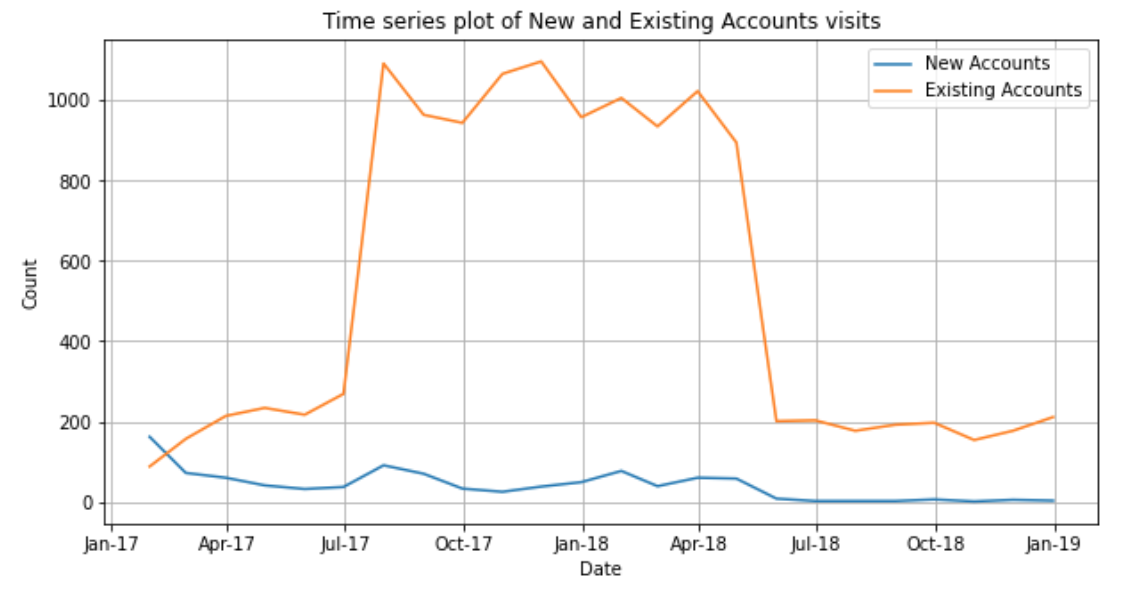 Time series plot of New and Existing Accounts visits
New Accounts
Existing Accounts
1000
800
600
400
200
0
Count
Jan-17 Apr-17 Jul-17 Oct-17 Jan-18 Apr-18 Jul-18 Oct-18 Jan-19
Date